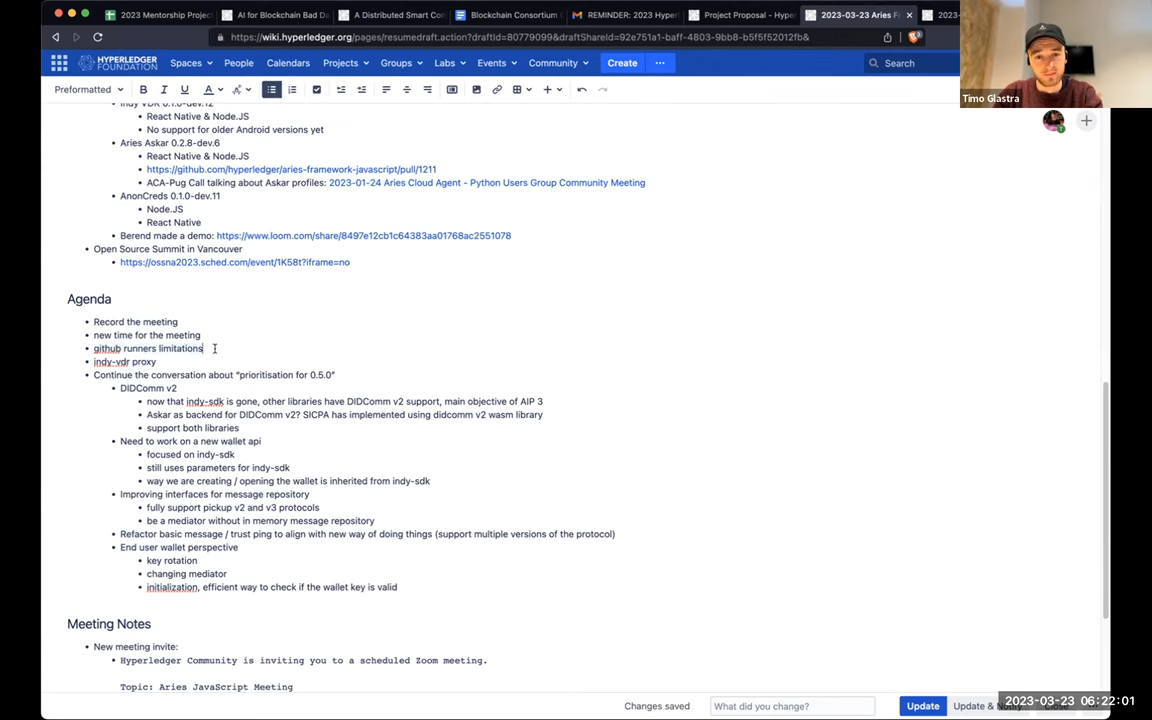 2023 Mentorship Projec
AI for Blockchain Bad Da
A Distributed Smart Con
Blockchain Consortium
REMINDER: 2023 Hyperl
Project Proposal - Hyper
2023-03-23 Aries F
2023-
https://wiki.hyperledger.org/pages/resumedraft.action?draftId=80779099&draftShareId=92e751a1-baff-4803-9bb8-b5f5f52012fb&
HYPERLEDGER FOUNDATION Spaces People Calendars Projects Groups Labs Events Community Create Search
Timo Glastra
Preformatted B I U A
Indy VDR 0.1.0-dev.12
React Native & Node.JS
No support for older Android versions yet
Aries Askar 0.2.8-dev.6
React Native & Node.JS
https://github.com/hyperledger/aries-framework-javascript/pull/1211
ACA-Pug Call talking about Askar profiles: 2023-01-24 Aries Cloud Agent - Python Users Group Community Meeting
AnonCreds 0.1.0-dev.11
Node.JS
React Native
Berend made a demo: https://www.loom.com/share/8497e12cb1c64383aa01768ac2551078
Open Source Summit in Vancouver
https://ossna2023.sched.com/event/1K58t?iframe=no
Agenda
Record the meeting
new time for the meeting
github runners limitations
indy-vdr proxy
Continue the conversation about “prioritisation for 0.5.0”
DIDComm v2
now that indy-sdk is gone, other libraries have DIDComm v2 support, main objective of AIP 3
Askar as backend for DIDComm v2? SICPA has implemented using didcomm v2 wasm library
support both libraries
Need to work on a new wallet api
focused on indy-sdk
still uses parameters for indy-sdk
way we are creating / opening the wallet is inherited from indy-sdk
Improving interfaces for message repository
fully support pickup v2 and v3 protocols
be a mediator without in memory message repository
Refactor basic message / trust ping to align with new way of doing things (support multiple versions of the protocol)
End user wallet perspective
key rotation
changing mediator
initialization, efficient way to check if the wallet key is valid
Meeting Notes
New meeting invite:
Hyperledger Community is inviting you to a scheduled Zoom meeting.
Topic: Aries JavaScript Meeting
Changes saved What did you change? Update Update & 2023-03-23 06:22:01